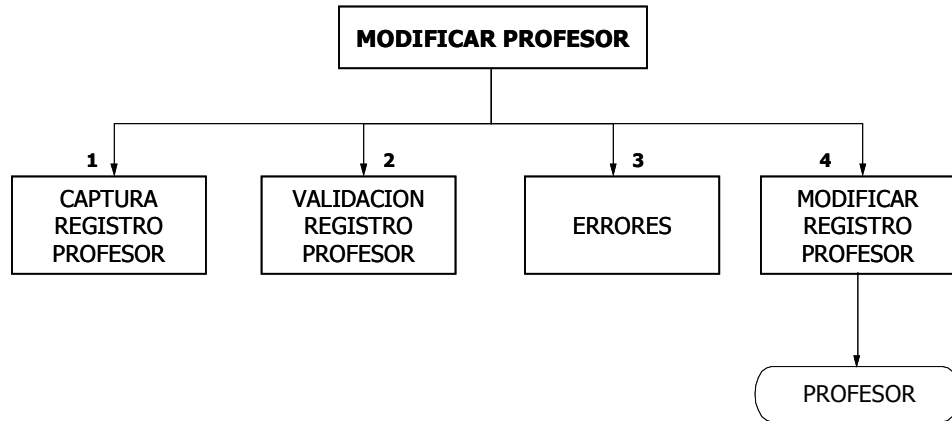 MODIFICAR PROFESOR
1
2
3
4
CAPTURA
REGISTRO
PROFESOR
VALIDACION
REGISTRO
PROFESOR
ERRORES
MODIFICAR
REGISTRO
PROFESOR
PROFESOR